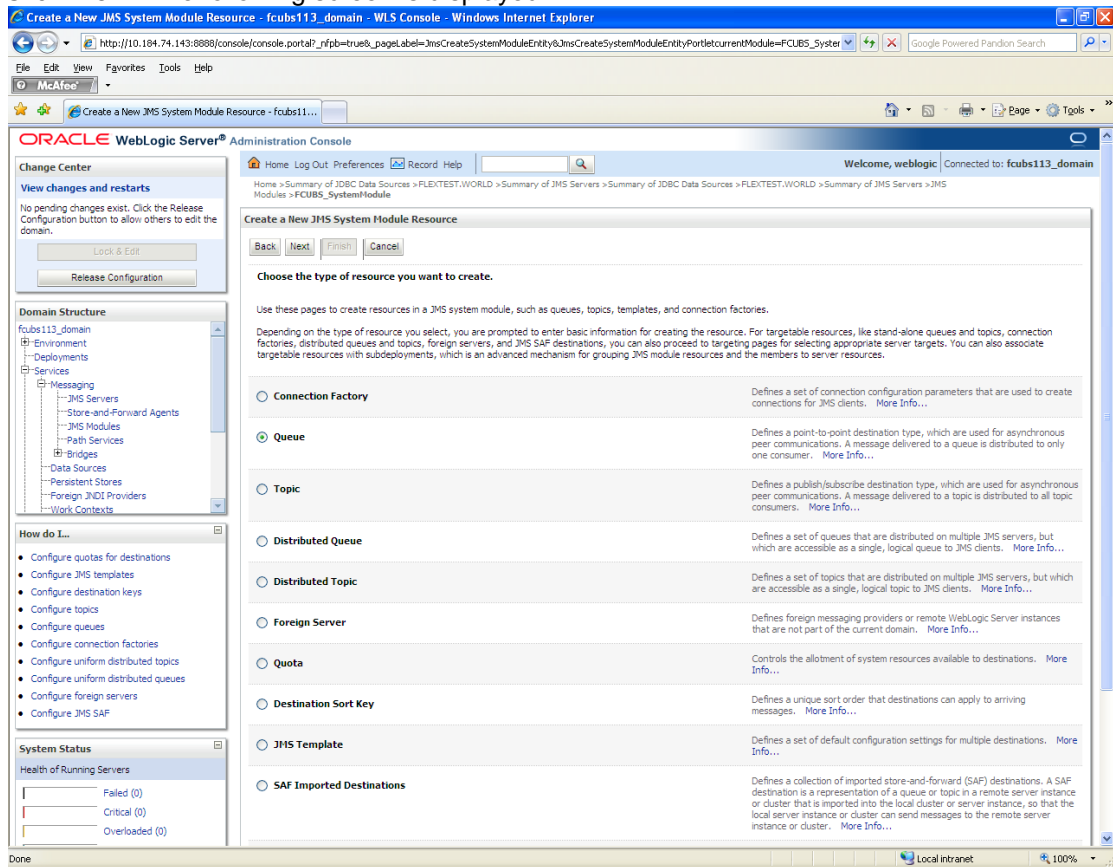 Create a New JMS System Module Resource - fcubs113_domain - WLS Console - Windows Internet Explorer
http://10.184.74.143:8888/console/console.portal?_nfpb=true&_pageLabel=JmsCreateSystemModuleEntity&JmsCreateSystemModuleEntityPortletcurrentModule=FCUBS_System
Google Powered Pandion Search
File Edit View Favorites Tools Help
McAfee
Create a New JMS System Module Resource - fcubs11...
Page Tools
ORACLE WebLogic Server® Administration Console
Change Center
View changes and restarts
No pending changes exist. Click the Release
Configuration button to allow others to edit the
domain.
Lock & Edit
Release Configuration
Domain Structure
fcubs113_domain
Environment
Deployments
Services
Messaging
JMS Servers
Store-and-Forward Agents
JMS Modules
Path Services
Bridges
Data Sources
Persistent Stores
Foreign JNDI Providers
Work Contexts
How do I...
Configure quotas for destinations
Configure JMS templates
Configure destination keys
Configure topics
Configure queues
Configure connection factories
Configure uniform distributed topics
Configure uniform distributed queues
Configure foreign servers
Configure JMS SAF
System Status
Health of Running Servers
Failed (0)
Critical (0)
Overloaded (0)
Home Log Out Preferences Record Help
Welcome, weblogic Connected to: fcubs113_domain
Home >Summary of JDBC Data Sources >FLEXTEST.WORLD >Summary of JMS Servers >Summary of JDBC Data Sources >FLEXTEST.WORLD >Summary of JMS Servers >JMS
Modules >FCUBS_SystemModule
Create a New JMS System Module Resource
Back Next Finish Cancel
Choose the type of resource you want to create.
Use these pages to create resources in a JMS system module, such as queues, topics, templates, and connection factories.
Depending on the type of resource you select, you are prompted to enter basic information for creating the resource. For targetable resources, like stand-alone queues and topics, connection
factories, distributed queues and topics, foreign servers, and JMS SAF destinations, you can also proceed to targeting pages for selecting appropriate server targets. You can also associate
targetable resources with subdeployments, which is an advanced mechanism for grouping JMS module resources and the members to server resources.
Connection Factory
Defines a set of connection configuration parameters that are used to create
connections for JMS clients. More Info...
Queue
Defines a point-to-point destination type, which are used for asynchronous
peer communications. A message delivered to a queue is distributed to only
one consumer. More Info...
Topic
Defines a publish/subscribe destination type, which are used for asynchronous
peer communications. A message delivered to a topic is distributed to all topic
consumers. More Info...
Distributed Queue
Defines a set of queues that are distributed on multiple JMS servers, but
which are accessible as a single, logical queue to JMS clients. More Info...
Distributed Topic
Defines a set of topics that are distributed on multiple JMS servers, but which
are accessible as a single, logical topic to JMS clients. More Info...
Foreign Server
Defines foreign messaging providers or remote WebLogic Server instances
that are not part of the current domain. More Info...
Quota
Controls the allotment of system resources available to destinations. More
Info...
Destination Sort Key
Defines a unique sort order that destinations can apply to arriving
messages. More Info...
JMS Template
Defines a set of default configuration settings for multiple destinations. More
Info...
SAF Imported Destinations
Defines a collection of imported store-and-forward (SAF) destinations. A SAF
destination is a representation of a queue or topic in a remote server instance
or cluster that is imported into the local cluster or server instance, so that the
local server instance or cluster can send messages to the remote server
instance or cluster. More Info...
Done
Local intranet
100%